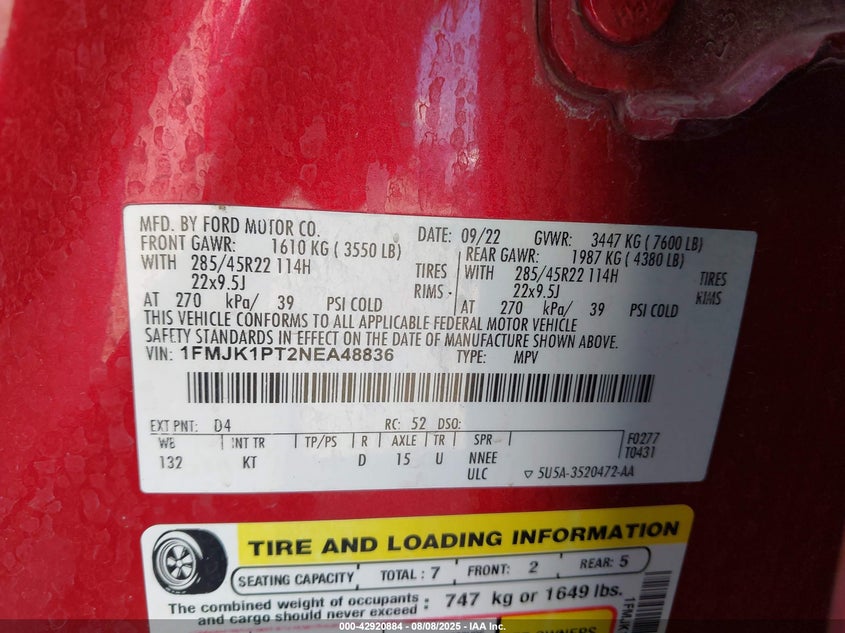 MFD. BY FORD MOTOR CO.
DATE: 09/22 GVWR: 3447 KG ( 7600 LB)
FRONT GAWR: 1610 KG ( 3550 LB) REAR GAWR: 1987 KG ( 4380 LB)
WITH 285/45R22 114H TIRES WITH 285/45R22 114H TIRES
22x9.5J RIMS 22x9.5J RIMS
AT 270 kPa/ 39 PSI COLD AT 270 kPa/ 39 PSI COLD
THIS VEHICLE CONFORMS TO ALL APPLICABLE FEDERAL MOTOR VEHICLE
SAFETY STANDARDS IN EFFECT ON THE DATE OF MANUFACTURE SHOWN ABOVE.
VIN: 1FMJK1PT2NEA48836 TYPE: MPV
EXT PNT: D4 RC: 52 DSO:
WB INT TR TP/PS R AXLE TR SPR F0277
132 KT D 15 U NNEE T0431
ULC ▽ 5U5A-3520472-AA
TIRE AND LOADING INFORMATION
SEATING CAPACITY TOTAL : 7 FRONT: 2 REAR: 5
The combined weight of occupants
and cargo should never exceed : 747 kg or 1649 lbs.
000-42920884 - 08/08/2025 - IAA Inc.